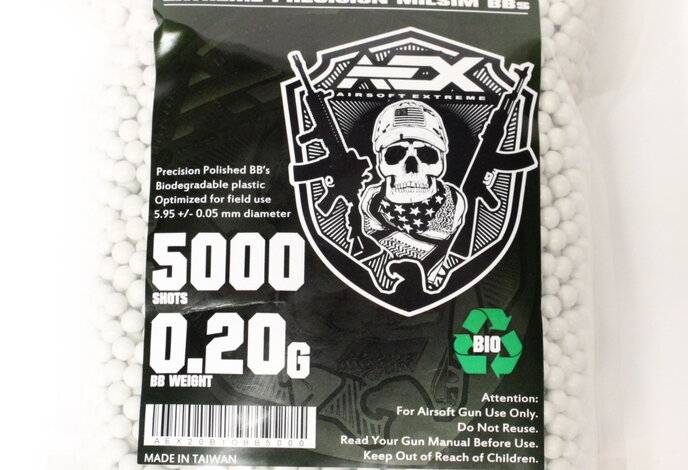 EXTREME PRECISION MILSIM BBs
AEX
AIRSOFT EXTREME
Precision Polished BB's
Biodegradable plastic
Optimized for field use
5.95 +/- 0.05 mm diameter
5000
SHOTS
0.20G
BB WEIGHT
BIO
AEX20BIOBB5000
MADE IN TAIWAN
Attention:
For Airsoft Gun Use Only.
Do Not Reuse.
Read Your Gun Manual Before Use.
Keep Out of Reach of Children.